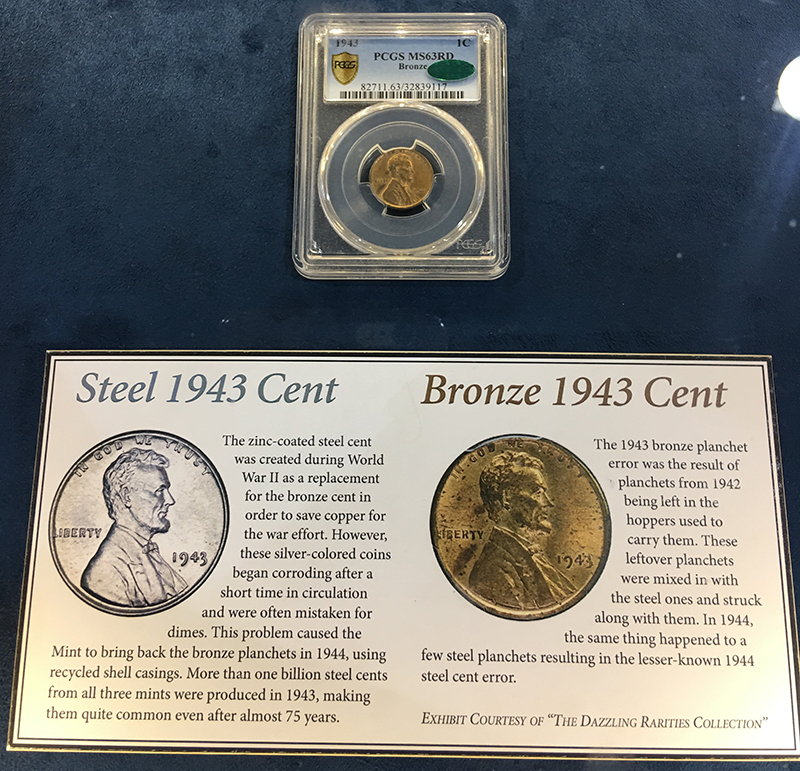 1943 1C
PCGS MS63RD
PCGS Bronze
82711.63/32839117
PCGS
Steel 1943 Cent
IN GOD WE TRUST
LIBERTY
1943
The zinc-coated steel cent
was created during World
War II as a replacement
for the bronze cent in
order to save copper for
the war effort. However,
these silver-colored coins
began corroding after a
short time in circulation
and were often mistaken for
dimes. This problem caused the
Mint to bring back the bronze planchets in 1944, using
recycled shell casings. More than one billion steel cents
from all three mints were produced in 1943, making
them quite common even after almost 75 years.
Bronze 1943 Cent
IN GOD WE TRUST
LIBERTY
1943
The 1943 bronze planchet
error was the result of
planchets from 1942
being left in the
hoppers used to
carry them. These
leftover planchets
were mixed in with
the steel ones and struck
along with them. In 1944,
the same thing happened to a
few steel planchets resulting in the lesser-known 1944
steel cent error.
EXHIBIT COURTESY OF "THE DAZZLING RARITIES COLLECTION"